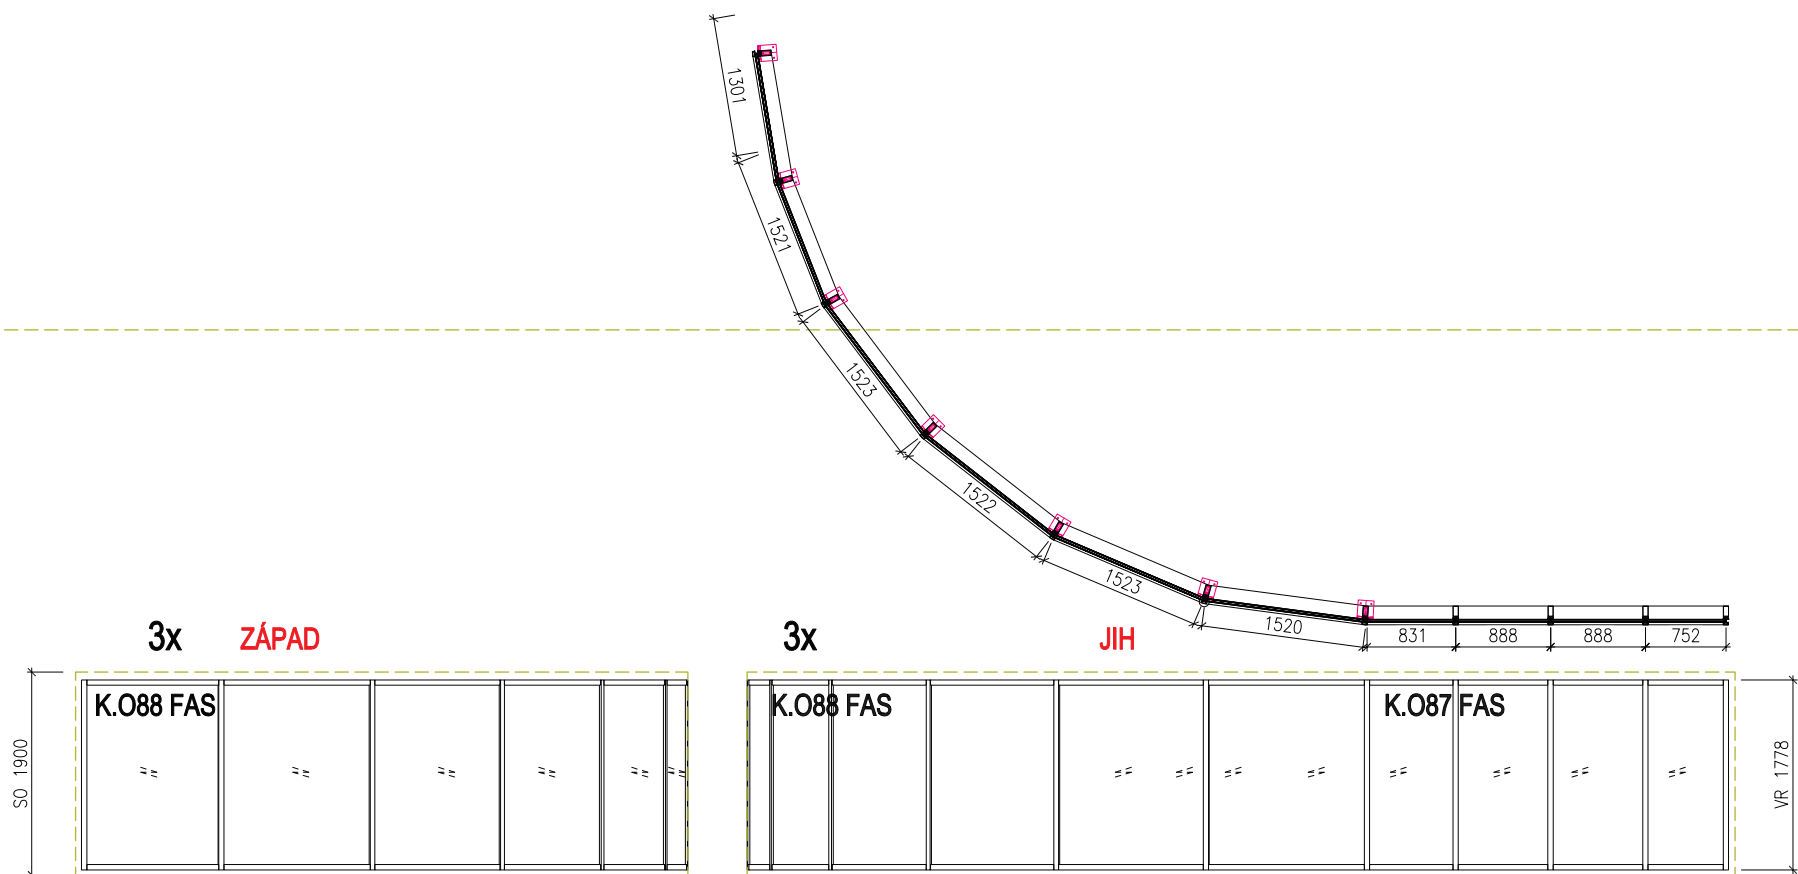 1301
1521
1523
1522
1523
1520
831
888
888
752
3x
ZÁPAD
3x
JIH
K.O88 FAS
K.O88 FAS
K.O87 FAS
SO 1900
VR 1778